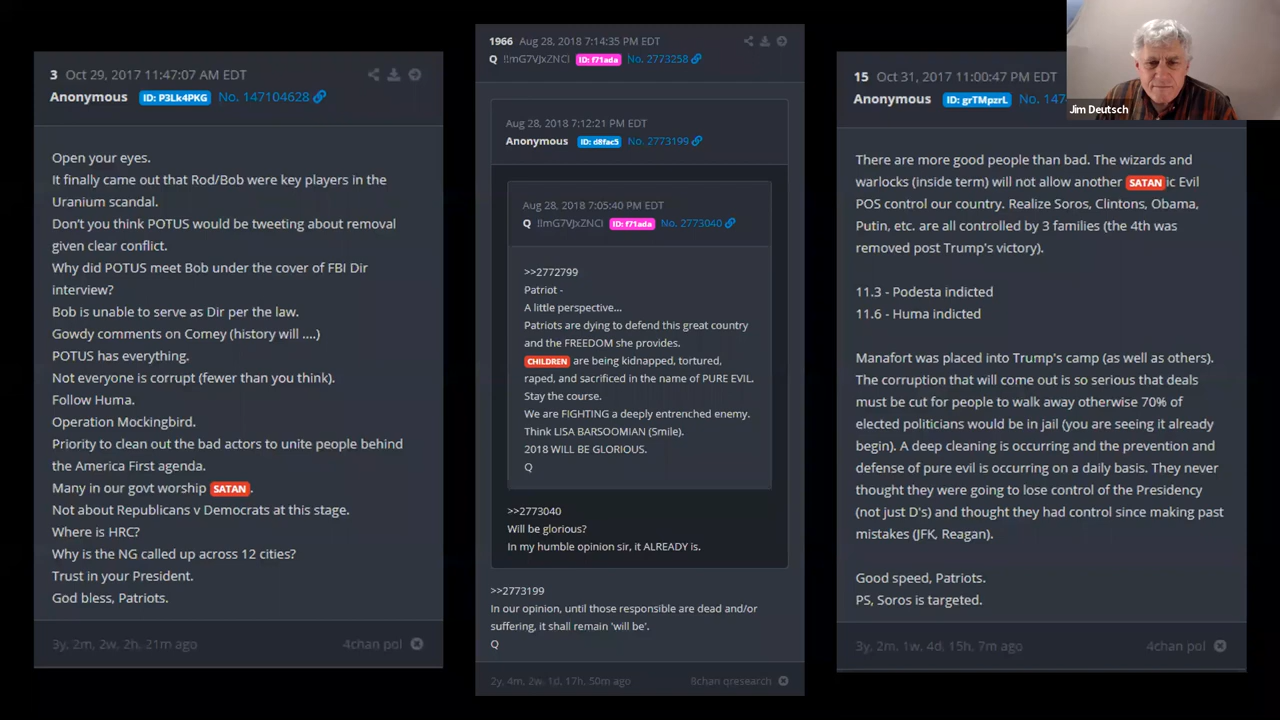 3 Oct 29, 2017 11:47:07 AM EDT
Anonymous ID: P3Lk4PKG No. 147104628
Open your eyes.
It finally came out that Rod/Bob were key players in the
Uranium scandal.
Don't you think POTUS would be tweeting about removal
given clear conflict.
Why did POTUS meet Bob under the cover of FBI Dir
interview?
Bob is unable to serve as Dir per the law.
Gowdy comments on Comey (history will ....)
POTUS has everything.
Not everyone is corrupt (fewer than you think).
Follow Huma.
Operation Mockingbird.
Priority to clean out the bad actors to unite people behind
the America First agenda.
Many in our govt worship SATAN.
Not about Republicans v Democrats at this stage.
Where is HRC?
Why is the NG called up across 12 cities?
Trust in your President.
God bless, Patriots.
3y, 2m, 2w, 2h, 21m ago 4chan pol
1966 Aug 28, 2018 7:14:35 PM EDT
Q !!mG7VJxZNCI ID: f71ada No. 2773258
Aug 28, 2018 7:12:21 PM EDT
Anonymous ID: d8fac5 No. 2773199
Aug 28, 2018 7:05:40 PM EDT
Q !!mG7VJxZNCI ID: f71ada No. 2773040
>>2772799
Patriot -
A little perspective...
Patriots are dying to defend this great country
and the FREEDOM she provides.
CHILDREN are being kidnapped, tortured,
raped, and sacrificed in the name of PURE EVIL.
Stay the course.
We are FIGHTING a deeply entrenched enemy.
Think LISA BARSOOMIAN (Smile).
2018 WILL BE GLORIOUS.
Q
>>2773040
Will be glorious?
In my humble opinion sir, it ALREADY is.
>>2773199
In our opinion, until those responsible are dead and/or
suffering, it shall remain 'will be'.
Q
2y, 4m, 2w, 1d, 17h, 50m ago 8chan qresearch
15 Oct 31, 2017 11:00:47 PM EDT
Anonymous ID: grTMpzrL No. 147
There are more good people than bad. The wizards and
warlocks (inside term) will not allow another SATANic Evil
POS control our country. Realize Soros, Clintons, Obama,
Putin, etc. are all controlled by 3 families (the 4th was
removed post Trump's victory).
11.3 - Podesta indicted
11.6 - Huma indicted
Manafort was placed into Trump's camp (as well as others).
The corruption that will come out is so serious that deals
must be cut for people to walk away otherwise 70% of
elected politicians would be in jail (you are seeing it already
begin). A deep cleaning is occurring and the prevention and
defense of pure evil is occurring on a daily basis. They never
thought they were going to lose control of the Presidency
(not just D's) and thought they had control since making past
mistakes (JFK, Reagan).
Good speed, Patriots.
PS, Soros is targeted.
3y, 2m, 1w, 4d, 15h, 7m ago 4chan pol
Jim Deutsch